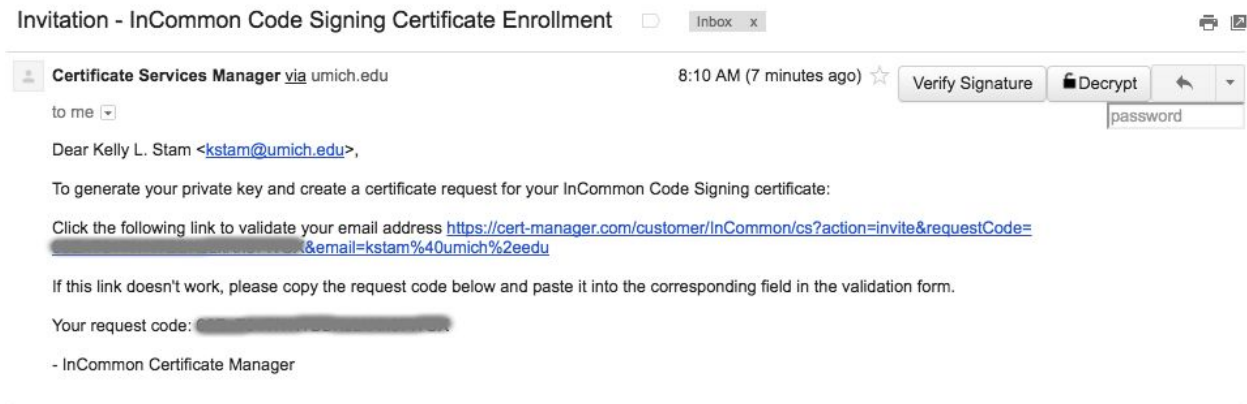 Invitation - InCommon Code Signing Certificate Enrollment Inbox x
Certificate Services Manager via umich.edu 8:10 AM (7 minutes ago) Verify Signature Decrypt
to me password
Dear Kelly L. Stam <kstam@umich.edu>,
To generate your private key and create a certificate request for your InCommon Code Signing certificate:
Click the following link to validate your email address https://cert-manager.com/customer/InCommon/cs?action=invite&requestCode=
&email=kstam%40umich%2eedu
If this link doesn't work, please copy the request code below and paste it into the corresponding field in the validation form.
Your request code:
- InCommon Certificate Manager